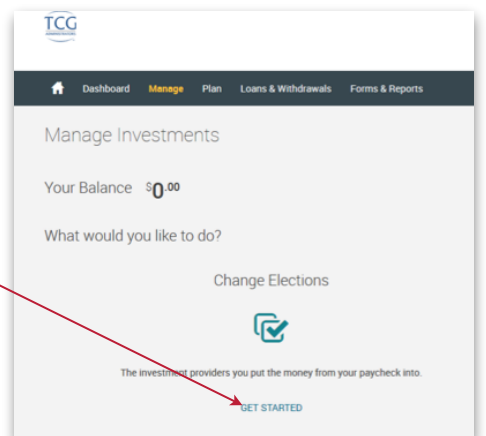 TCG
Dashboard Manage Plan Loans & Withdrawals Forms & Reports
Manage Investments
Your Balance $0.00
What would you like to do?
Change Elections
The investment providers you put the money from your paycheck into.
GET STARTED